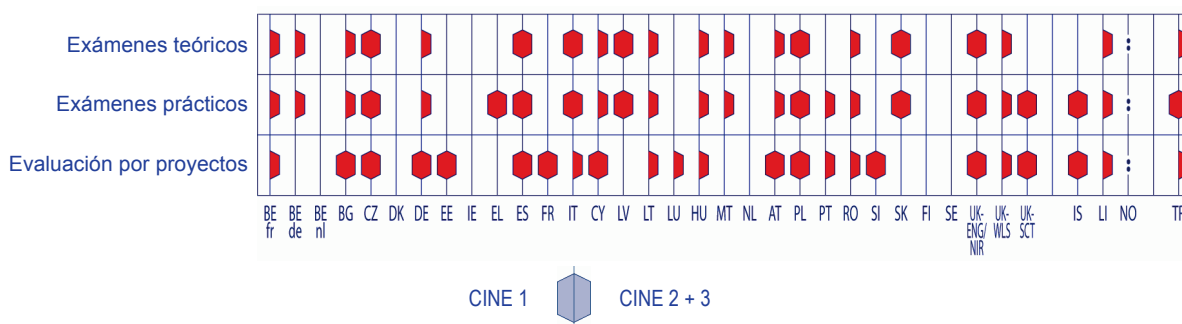 Exámenes teóricos
Exámenes prácticos
Evaluación por proyectos
BE fr BE de BE nl BG CZ DK DE EE IE EL ES FR IT CY LV LT LU HU MT NL AT PL PT RO SI SK FI SE UK-ENG/NIR UK-WLS UK-SCT IS LI NO TR
CINE 1 CINE 2 + 3